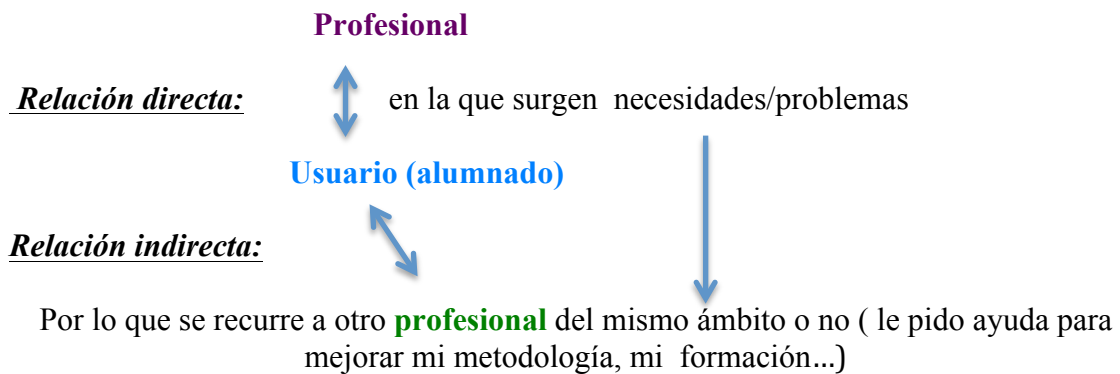 Profesional
Relación directa: en la que surgen necesidades/problemas
Usuario (alumnado)
Relación indirecta:
Por lo que se recurre a otro profesional del mismo ámbito o no ( le pido ayuda para
mejorar mi metodología, mi formación...)